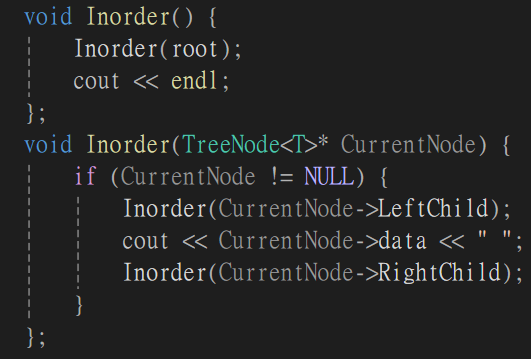 void Inorder() {
    Inorder(root);
    cout << endl;
};
void Inorder(TreeNode<T>* CurrentNode) {
    if (CurrentNode != NULL) {
        Inorder(CurrentNode->LeftChild);
        cout << CurrentNode->data << " ";
        Inorder(CurrentNode->RightChild);
    }
};